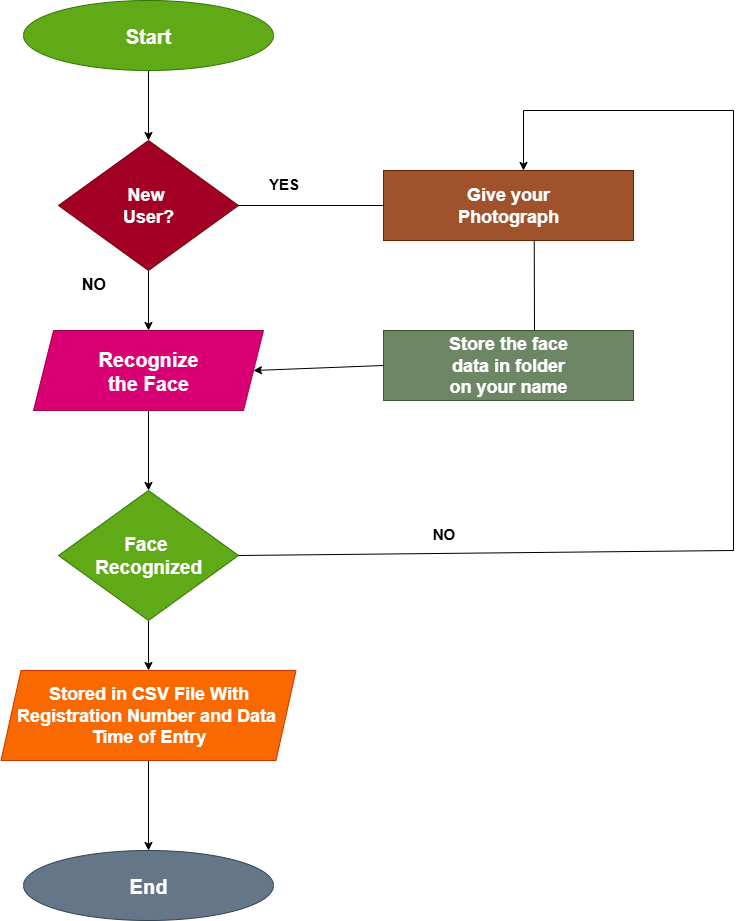 Start
New
User?
YES
Give your
Photograph
NO
Recognize
the Face
Store the face
data in folder
on your name
Face
Recognized
NO
Stored in CSV File With
Registration Number and Data
Time of Entry
End